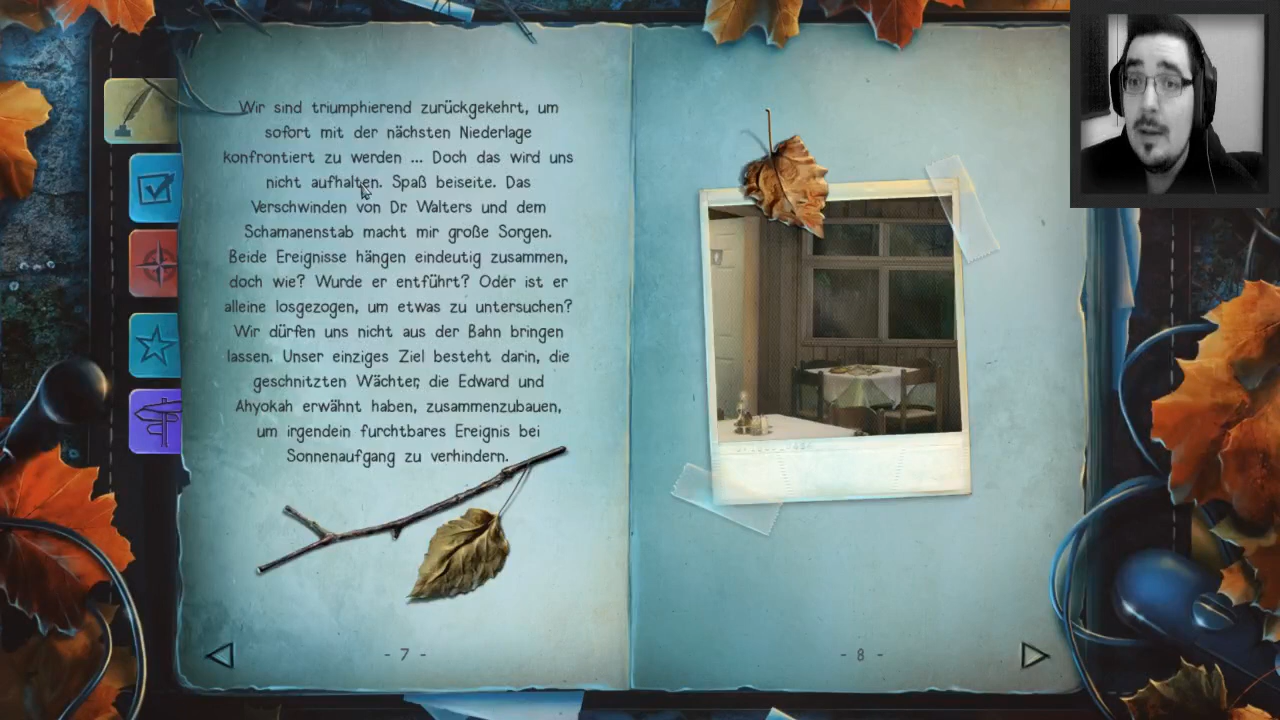 Wir sind triumphierend zurückgekehrt, um
sofort mit der nächsten Niederlage
konfrontiert zu werden ... Doch das wird uns
nicht aufhalten. Spaß beiseite. Das
Verschwinden von Dr. Walters und dem
Schamanenstab macht mir große Sorgen.
Beide Ereignisse hängen eindeutig zusammen,
doch wie? Wurde er entführt? Oder ist er
alleine losgezogen, um etwas zu untersuchen?
Wir dürfen uns nicht aus der Bahn bringen
lassen. Unser einziges Ziel besteht darin, die
geschnitzten Wächter, die Edward und
Ahyokah erwähnt haben, zusammenzubauen,
um irgendein furchtbares Ereignis bei
Sonnenaufgang zu verhindern.
- 7 -
- 8 -